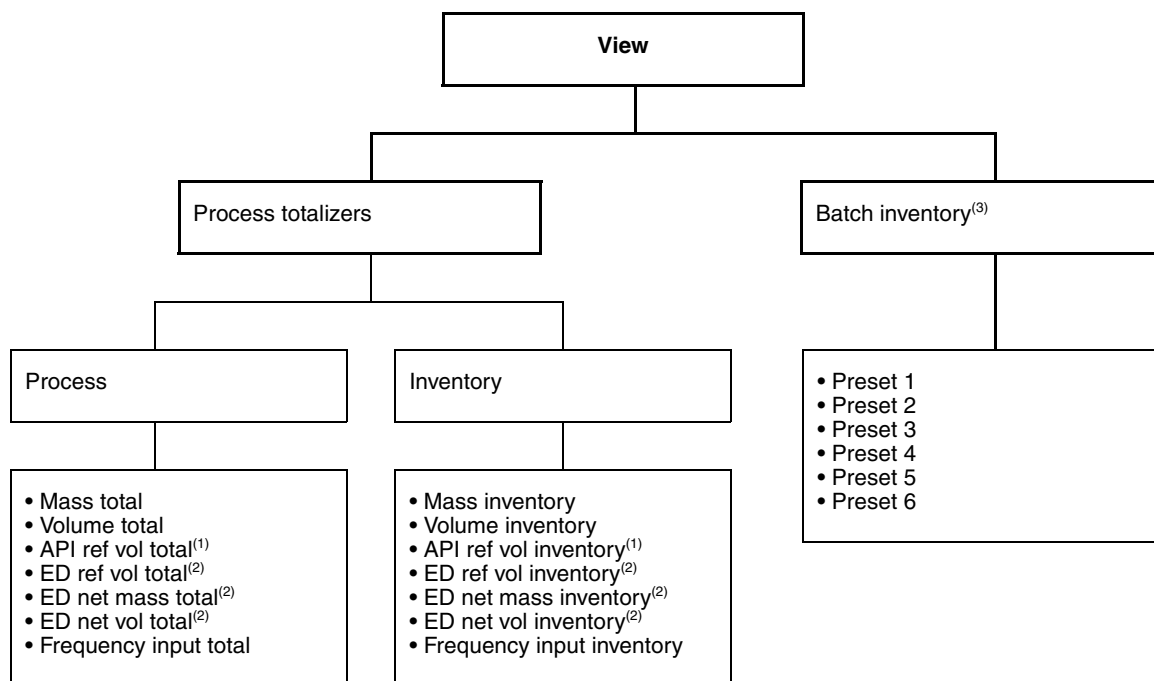 View
Process totalizers
Batch inventory(3)
Process
Inventory
• Preset 1
• Preset 2
• Preset 3
• Preset 4
• Preset 5
• Preset 6
• Mass total
• Volume total
• API ref vol total(1)
• ED ref vol total(2)
• ED net mass total(2)
• ED net vol total(2)
• Frequency input total
• Mass inventory
• Volume inventory
• API ref vol inventory(1)
• ED ref vol inventory(2)
• ED net mass inventory(2)
• ED net vol inventory(2)
• Frequency input inventory